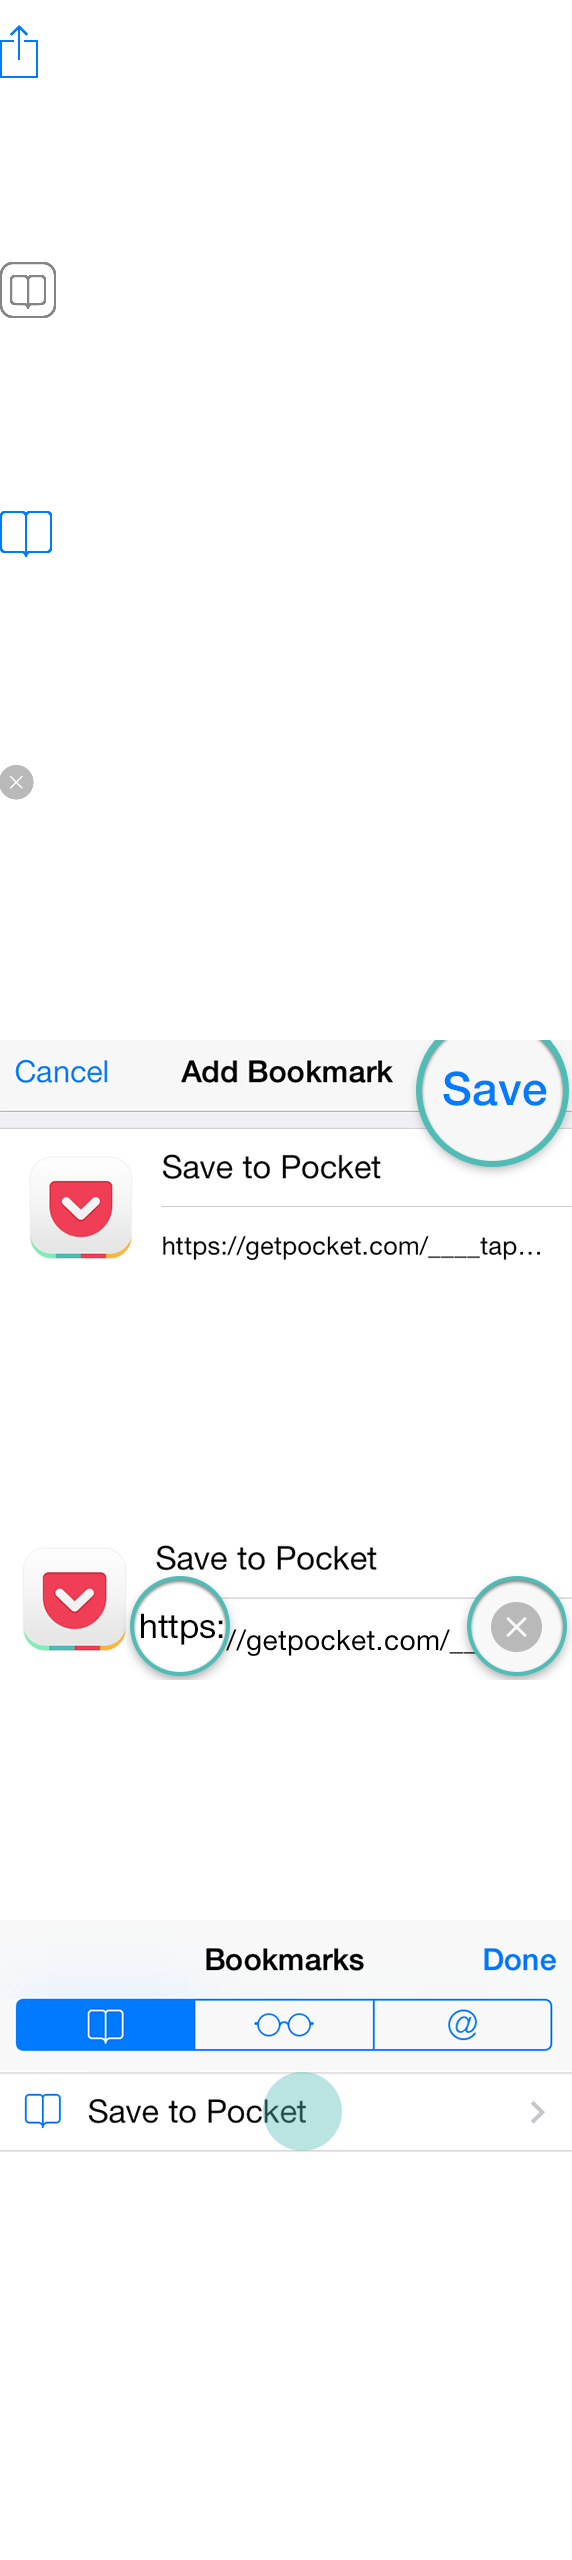 Cancel Add Bookmark Save
Save to Pocket
https://getpocket.com/____tap...
Save to Pocket
https://getpocket.com/__
Bookmarks Done
@
Save to Pocket